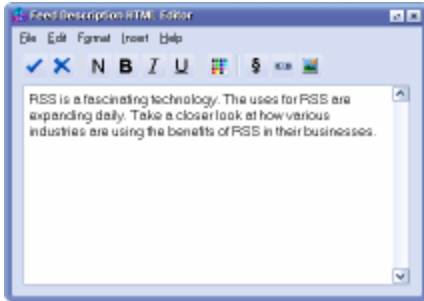 Feed Description HTML Editor
File Edit Format Insert Help
N B I U §
RSS is a fascinating technology. The uses for RSS are
expanding daily. Take a closer look at how various
industries are using the benefits of RSS in their businesses.